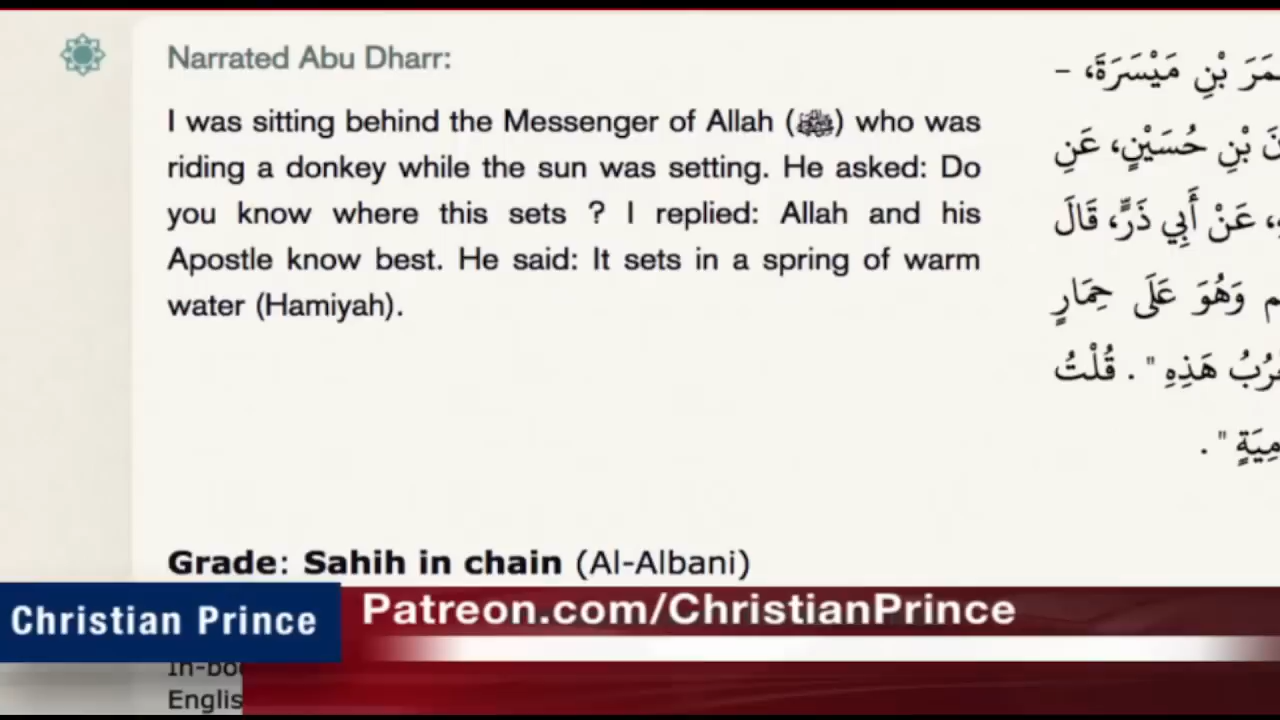 Narrated Abu Dharr:
I was sitting behind the Messenger of Allah (ﷺ) who was
riding a donkey while the sun was setting. He asked: Do
you know where this sets ? I replied: Allah and his
Apostle know best. He said: It sets in a spring of warm
water (Hamiyah).
بْنِ مَيْسَرَةَ، -
بْنِ حُسَيْنٍ، عَنِ
عَنْ أَبِي ذَرٍّ، قَالَ
وَهُوَ عَلَى حِمَارٍ
هَذِهِ " . قُلْتُ
" .
Grade: Sahih in chain (Al-Albani)
Christian Prince
Patreon.com/ChristianPrince
In-bo
Englis